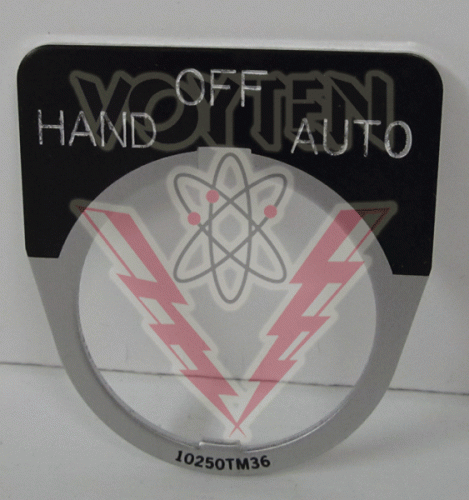 VOYTEN
OFF
HAND AUTO
10250TM36